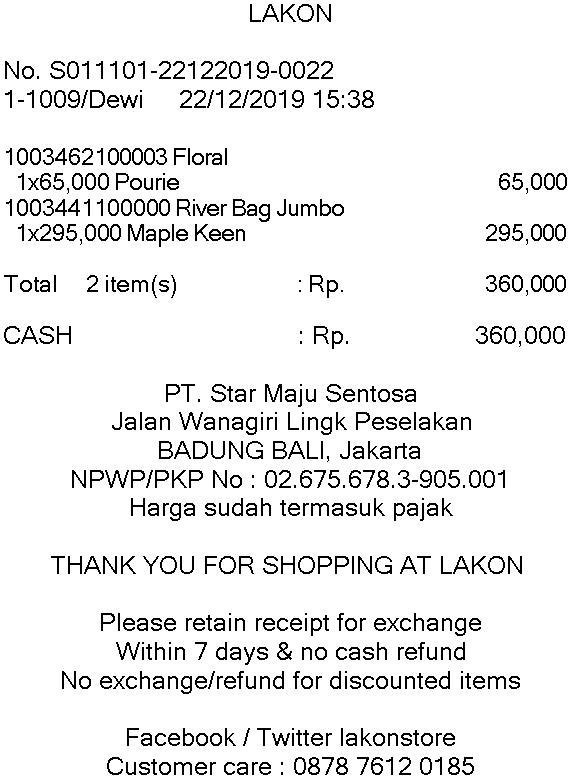 LAKON
No. S011101-22122019-0022
1-1009/Dewi 22/12/2019 15:38
1003462100003 Floral
1x65,000 Pourie 65,000
1003441100000 River Bag Jumbo
1x295,000 Maple Keen 295,000
Total 2 item(s) : Rp. 360,000
CASH : Rp. 360,000
PT. Star Maju Sentosa
Jalan Wanagiri Lingk Peselakan
BADUNG BALI, Jakarta
NPWP/PKP No : 02.675.678.3-905.001
Harga sudah termasuk pajak
THANK YOU FOR SHOPPING AT LAKON
Please retain receipt for exchange
Within 7 days & no cash refund
No exchange/refund for discounted items
Facebook / Twitter lakonstore
Customer care : 0878 7612 0185